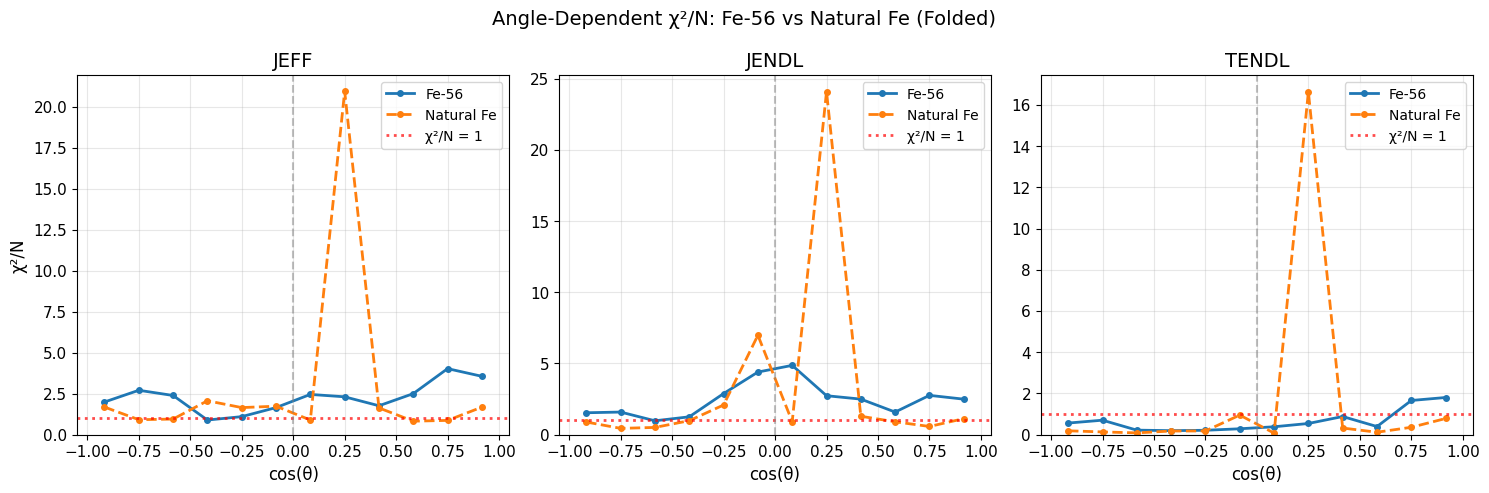 Angle-Dependent χ²/N: Fe-56 vs Natural Fe (Folded)
JEFF
χ²/N
20.0
17.5
15.0
12.5
10.0
7.5
5.0
2.5
0.0
−1.00 −0.75 −0.50 −0.25 0.00 0.25 0.50 0.75 1.00
cos(θ)
Fe-56
Natural Fe
χ²/N = 1
JENDL
25
20
15
10
5
0
−1.00 −0.75 −0.50 −0.25 0.00 0.25 0.50 0.75 1.00
cos(θ)
Fe-56
Natural Fe
χ²/N = 1
TENDL
16
14
12
10
8
6
4
2
0
−1.00 −0.75 −0.50 −0.25 0.00 0.25 0.50 0.75 1.00
cos(θ)
Fe-56
Natural Fe
χ²/N = 1